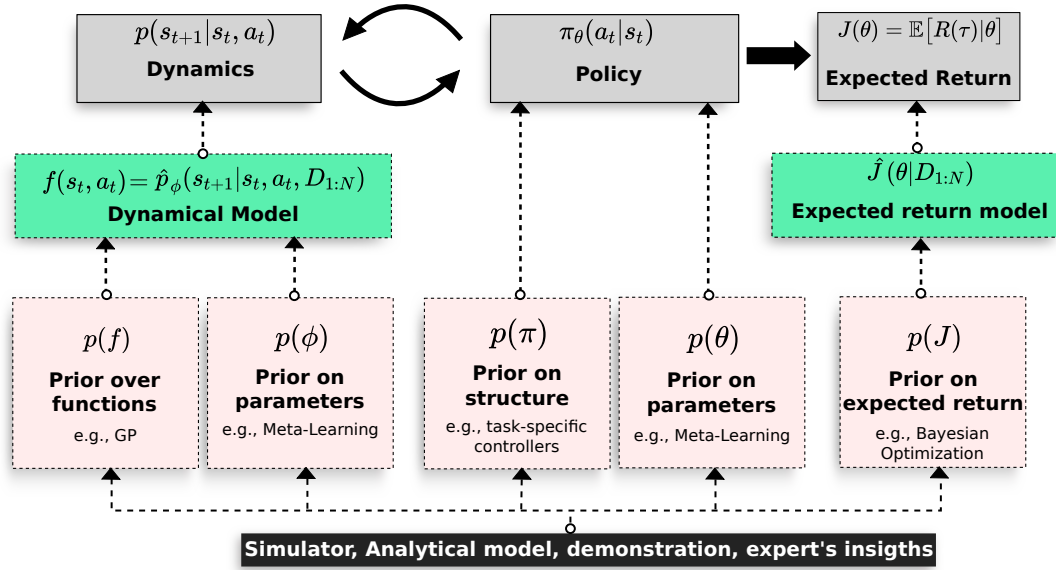 p(s_{t+1}|s_t, a_t)
Dynamics
π_θ(a_t|s_t)
Policy
J(θ) = 𝔼[R(τ)|θ]
Expected Return
f(s_t, a_t) = p̂_ϕ(s_{t+1}|s_t, a_t, D_{1:N})
Dynamical Model
Ĵ(θ|D_{1:N})
Expected return model
p(f)
Prior over
functions
e.g., GP
p(ϕ)
Prior on
parameters
e.g., Meta-Learning
p(π)
Prior on
structure
e.g., task-specific
controllers
p(θ)
Prior on
parameters
e.g., Meta-Learning
p(J)
Prior on
expected return
e.g., Bayesian
Optimization
Simulator, Analytical model, demonstration, expert's insigths